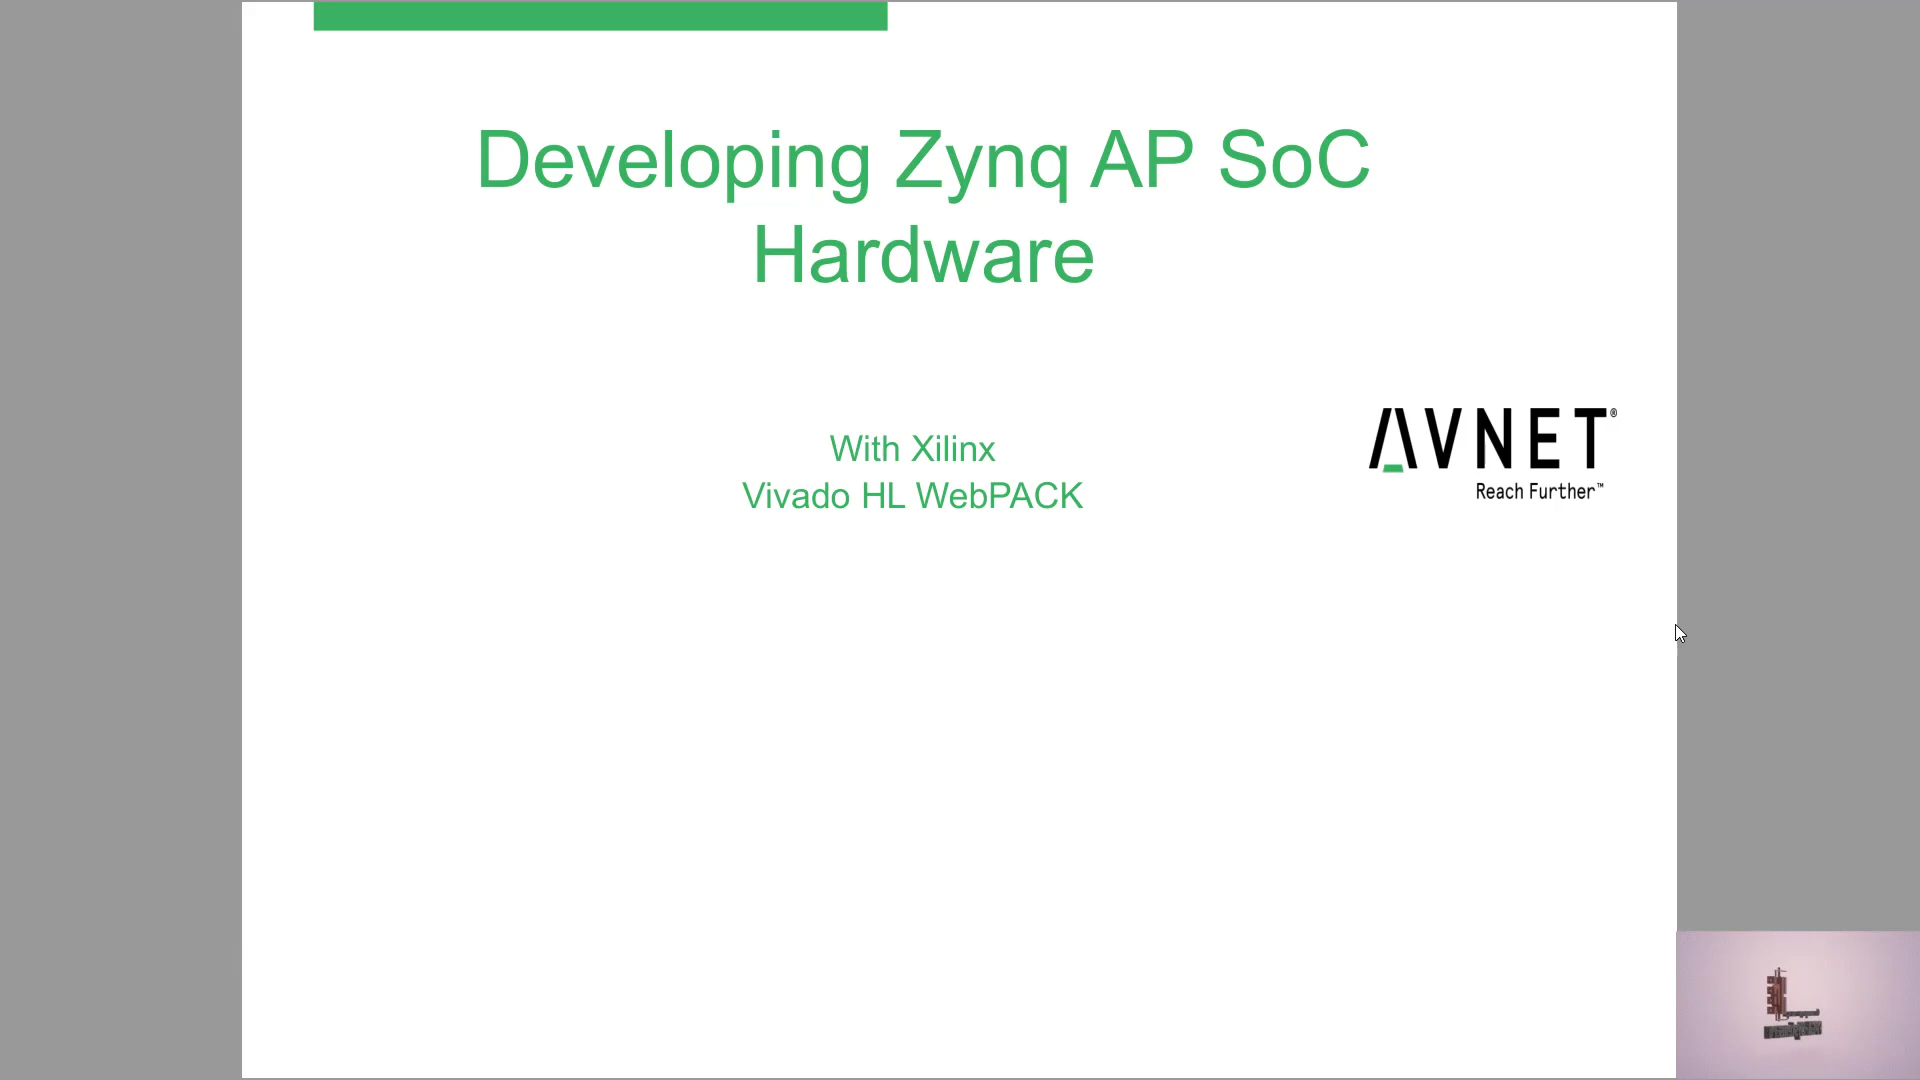 Developing Zynq AP SoC
Hardware
With Xilinx
Vivado HL WebPACK
AVNET®
Reach Further™